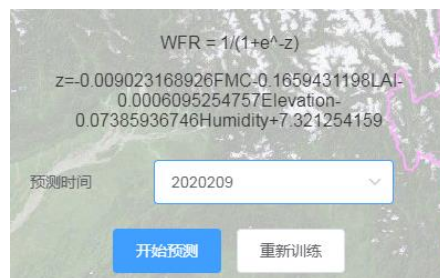 WFR = 1/(1+e^-z)
z=-0.009023168926FMC-0.1659431198LAI-
0.0006095254757Elevation-
0.07385936746Humidity+7.321254159
预测时间 2020209
开始预测 重新训练